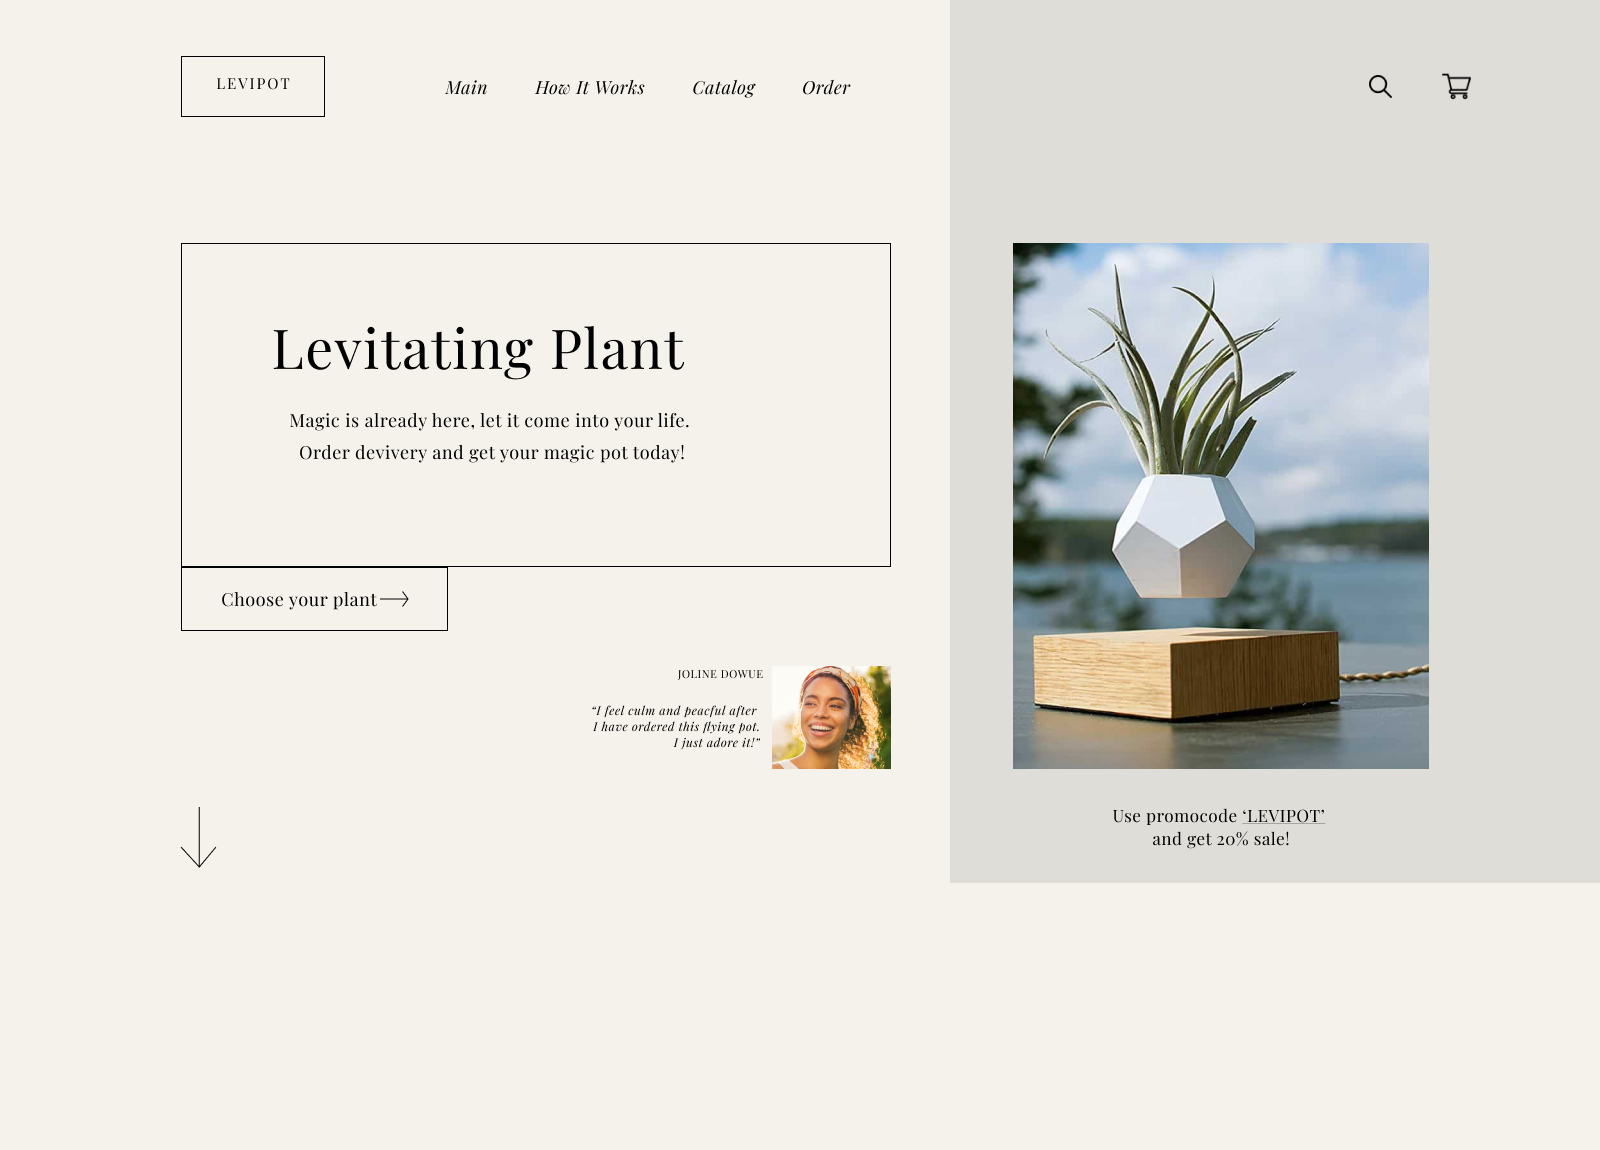 LEVIPOT
Main
How It Works
Catalog
Order
Levitating Plant
Magic is already here, let it come into your life.
Order devivery and get your magic pot today!
Choose your plant
JOLINE DOWUE
“I feel culm and peacful after
I have ordered this flying pot.
I just adore it!”
Use promocode ‘LEVIPOT’
and get 20% sale!